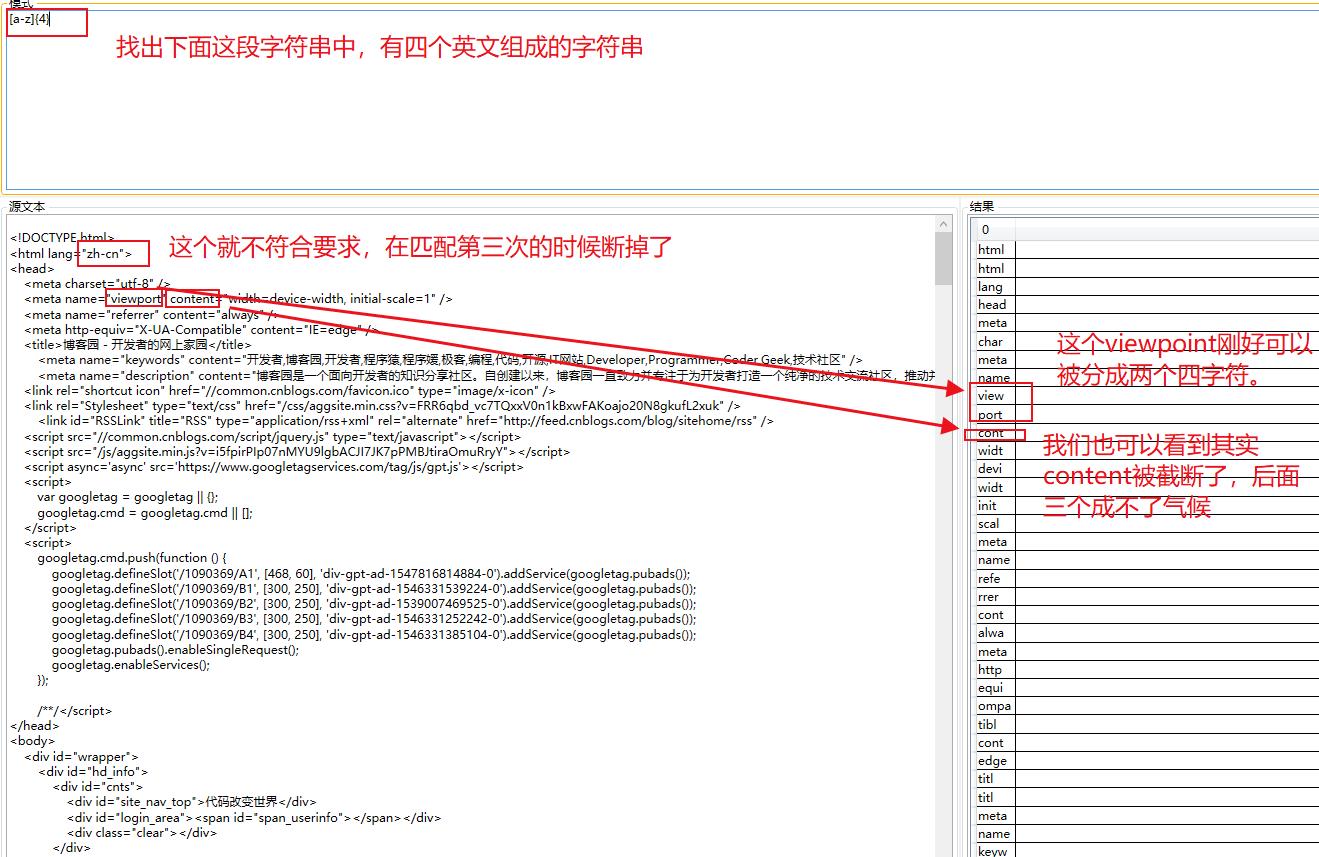 模式
[a-z]{4}
找出下面这段字符串中，有四个英文组成的字符串
源文本
<!DOCTYPE html>
<html lang="zh-cn">
这个就不符合要求，在匹配第三次的时候断掉了
<head>
<meta charset="utf-8" />
<meta name="viewport" content="width=device-width, initial-scale=1" />
<meta name="referrer" content="always" />
<meta http-equiv="X-UA-Compatible" content="IE=edge" />
<title>博客园 - 开发者的网上家园</title>
<meta name="keywords" content="开发者,博客园,开发者,程序猿,程序媛,极客,编程,代码,开源,IT网站,Developer,Programmer,Coder,Geek,技术社区" />
<meta name="description" content="博客园是一个面向开发者的知识分享社区。自创建以来，博客园一直致力并专注于为开发者打造一个纯净的技术交流社区，推动
<link rel="shortcut icon" href="//common.cnblogs.com/favicon.ico" type="image/x-icon" />
<link rel="Stylesheet" type="text/css" href="/css/aggsite.min.css?v=FRR6qbd_vc7TQxxV0n1kBxwFAKoajo20N8gkufL2xuk" />
<link id="RSSLink" title="RSS" type="application/rss+xml" rel="alternate" href="http://feed.cnblogs.com/blog/sitehome/rss" />
<script src="//common.cnblogs.com/script/jquery.js" type="text/javascript"></script>
<script src="/js/aggsite.min.js?v=i5fpirPIp07nMYU9lgbACJI7JK7pPMBJtiraOmuRryY"></script>
<script async='async' src='https://www.googletagservices.com/tag/js/gpt.js'></script>
<script>
var googletag = googletag || {};
googletag.cmd = googletag.cmd || [];
</script>
<script>
googletag.cmd.push(function () {
googletag.defineSlot('/1090369/A1', [468, 60], 'div-gpt-ad-1547816814884-0').addService(googletag.pubads());
googletag.defineSlot('/1090369/B1', [300, 250], 'div-gpt-ad-1546331539224-0').addService(googletag.pubads());
googletag.defineSlot('/1090369/B2', [300, 250], 'div-gpt-ad-1539007469525-0').addService(googletag.pubads());
googletag.defineSlot('/1090369/B3', [300, 250], 'div-gpt-ad-1546331252242-0').addService(googletag.pubads());
googletag.defineSlot('/1090369/B4', [300, 250], 'div-gpt-ad-1546331385104-0').addService(googletag.pubads());
googletag.pubads().enableSingleRequest();
googletag.enableServices();
});
/**/</script>
</head>
<body>
<div id="wrapper">
<div id="hd_info">
<div id="cnts">
<div id="site_nav_top">代码改变世界</div>
<div id="login_area"><span id="span_userinfo"></span></div>
<div class="clear"></div>
</div>
结果
0
html
html
lang
head
meta
char
meta
name
view
port
cont
widt
devi
widt
init
scal
meta
name
refe
rrer
cont
alwa
meta
http
equi
ompa
tibl
cont
edge
titl
titl
meta
name
keyw
这个viewpoint刚好可以
被分成两个四字符。
我们也可以看到其实
content被截断了，后面
三个成不了气候